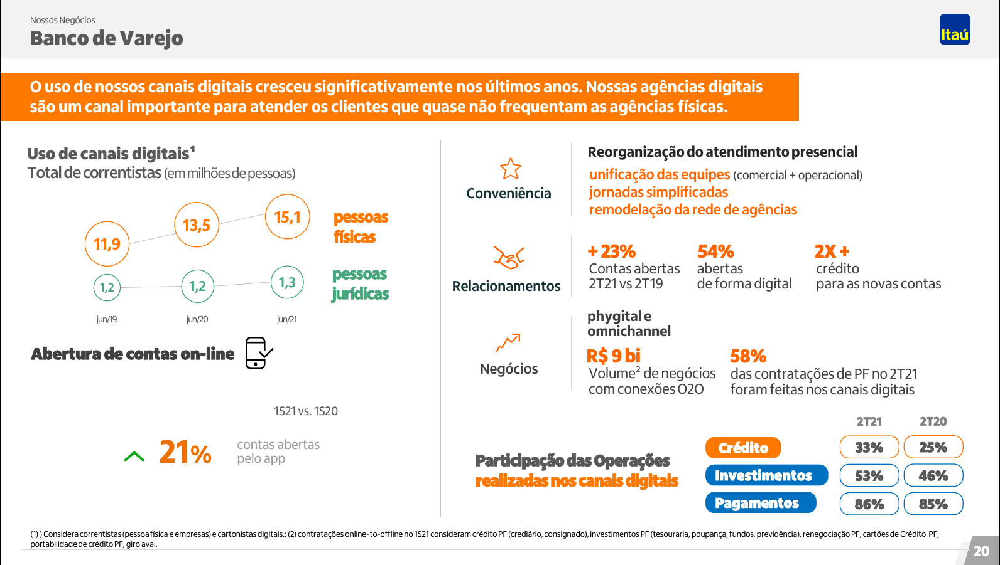 Nossos Negócios
Banco de Varejo
Itaú
O uso de nossos canais digitais cresceu significativamente nos últimos anos. Nossas agências digitais
são um canal importante para atender os clientes que quase não frequentam as agências físicas.
Uso de canais digitais¹
Total de correntistas (em milhões de pessoas)
11,9
13,5
15,1
pessoas
físicas
1,2
1,2
1,3
pessoas
jurídicas
jun/19
jun/20
jun/21
Abertura de contas on-line
1S21 vs. 1S20
21%
contas abertas
pelo app
Conveniência
Reorganização do atendimento presencial
unificação das equipes (comercial + operacional)
jornadas simplificadas
remodelação da rede de agências
Relacionamentos
+ 23%
Contas abertas
2T21 vs 2T19
54%
abertas
de forma digital
2X +
crédito
para as novas contas
Negócios
phygital e
omnichannel
R$ 9 bi
Volume² de negócios
com conexões O2O
58%
das contratações de PF no 2T21
foram feitas nos canais digitais
Participação das Operações
realizadas nos canais digitais
2T21 2T20
Crédito 33% 25%
Investimentos 53% 46%
Pagamentos 86% 85%
(1) ) Considera correntistas (pessoa física e empresas) e cartonistas digitais.; (2) contratações online-to-offline no 1S21 consideram crédito PF (crediário, consignado), investimentos PF (tesouraria, poupança, fundos, previdência), renegociação PF, cartões de Crédito PF,
portabilidade de crédito PF, giro aval.
20